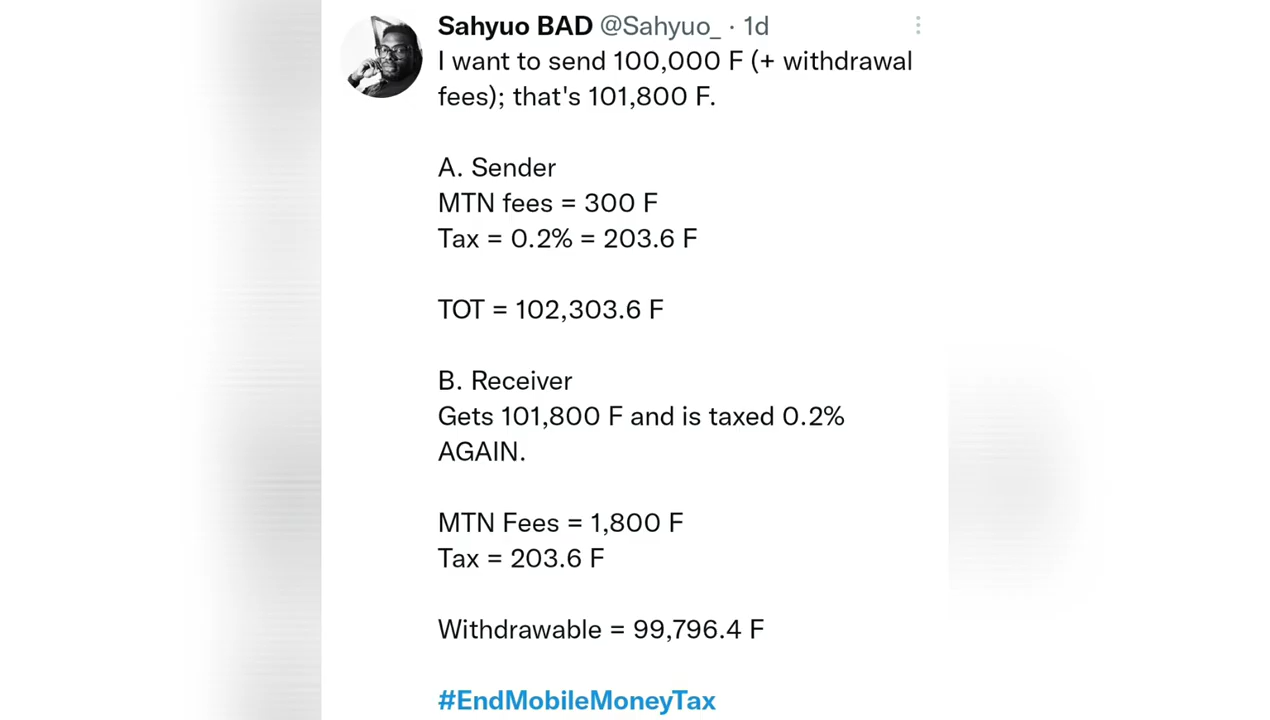 Sahyuo BAD @Sahyuo_ · 1d
I want to send 100,000 F (+ withdrawal
fees); that's 101,800 F.
A. Sender
MTN fees = 300 F
Tax = 0.2% = 203.6 F
TOT = 102,303.6 F
B. Receiver
Gets 101,800 F and is taxed 0.2%
AGAIN.
MTN Fees = 1,800 F
Tax = 203.6 F
Withdrawable = 99,796.4 F
#EndMobileMoneyTax